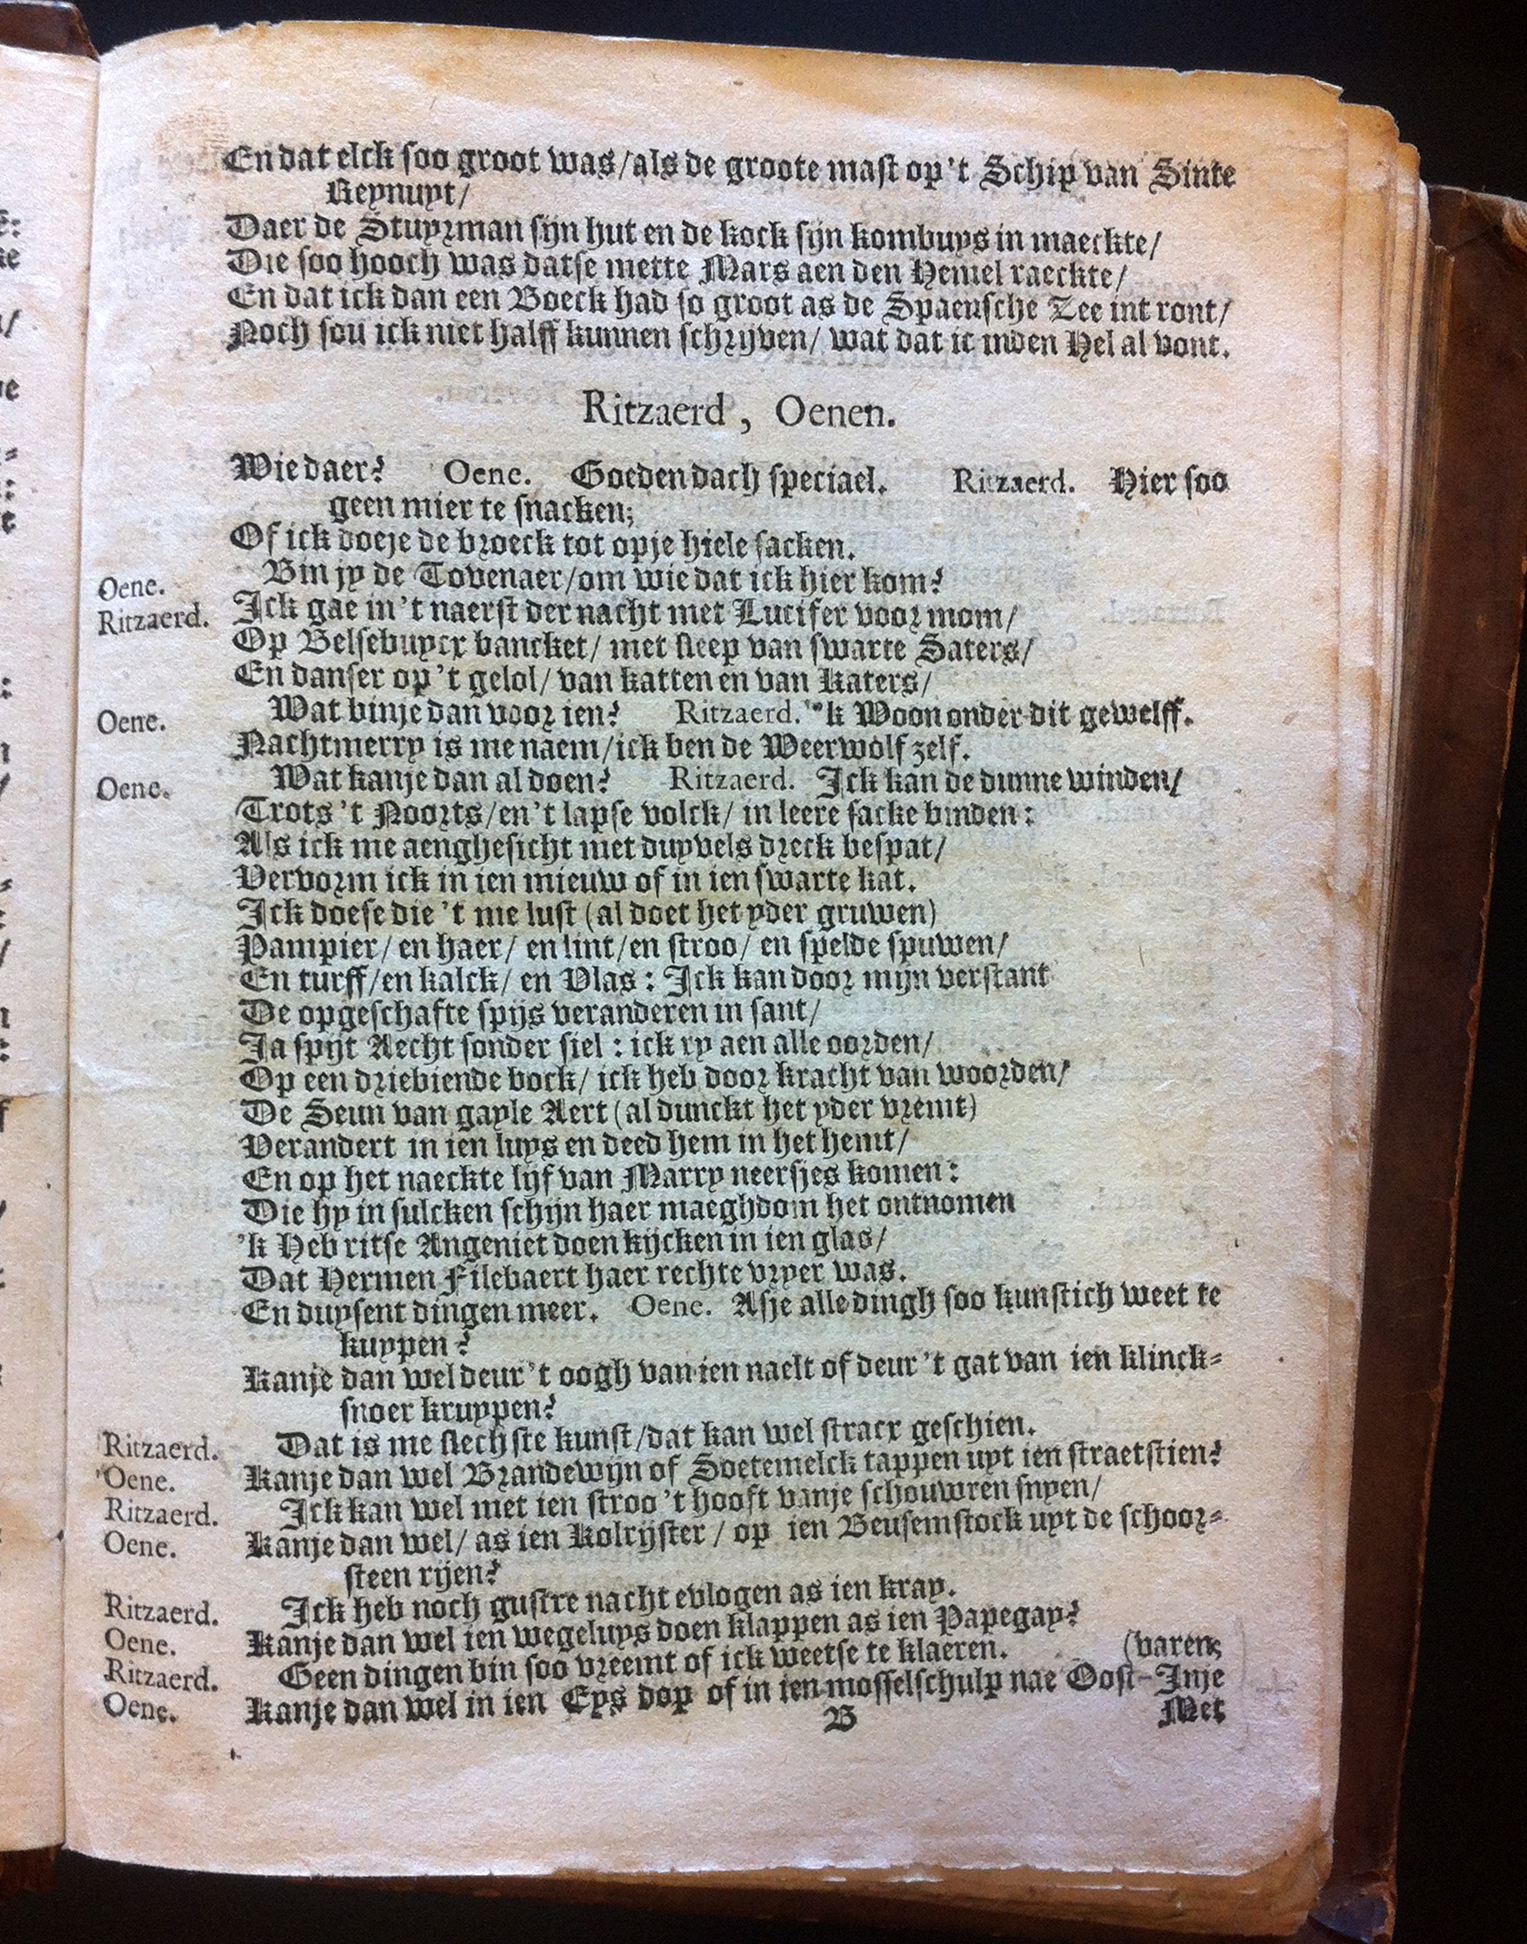 En dat elck soo groot was/als de groote mast op 't Schip van Sinte
Reynuyt/
Daer de Stuyrman sijn hut en de kock sijn kombuys in maeckte/
Die soo hooch was datse mette Mars aen den Hemel raeckte/
En dat ick dan een Boeck had so groot as de Spaensche Zee int ront/
Noch sou ick niet halff kunnen schrijven/ wat dat ic inden Hel al vont.
Ritzaerd, Oenen.
Wie daer? Oene. Goeden dach speciael. Ritzaerd. Hier soo
geen mier te snacken;
Of ick doeje de broeck tot opje hiele sacken.
Oene. Bin jy de Tovenaer/om wie dat ick hier kom?
Ritzaerd. Ick gae in 't naerst der nacht met Lucifer voor mom/
Op Belsebuycx bancket/ met sleep van swarte Saters/
En danser op 't gelol/ van katten en van Katers/
Oene. Wat binje dan voor ien? Ritzaerd. 'k Woon onder dit gewelff.
Nachtmerry is me naem/ick ben de Weerwolf zelf.
Oene. Wat kanje dan al doen? Ritzaerd. Ick kan de dunne winden/
Trots 't Noorts/en 't lapse volck/ in leere sacke binden:
Als ick me aenghesicht met duyvels dreck bespat/
Vervorm ick in ien mieuw of in ien swarte kat.
Ick doese die 't me lust (al doet het yder gruwen)
Pampier/ en haer/ en lint/en stroo/ en spelde spuwen/
En turff/en kalck/ en Vlas: Ick kan door mijn verstant
De opgeschafte spijs veranderen in sant/
Ja spijt Aecht sonder siel: ick ry aen alle oorden/
Op een driebiende bock/ ick heb door kracht van woorden/
De Seun van gayle Aert (al dunckt het yder vremt)
Verandert in ien luys en deed hem in het hemt/
En op het naeckte lijf van Marry neersjes komen:
Die hy in sulcken schijn haer maeghdom het ontnomen
'k Heb ritse Angeniet doen kijcken in ien glas/
Dat Hermen Filebaert haer rechte vryer was.
En duysent dingen meer. Oene. Asje alle dingh soo kunstich weet te
kuypen?
Kanje dan wel deur 't oogh van ien naelt of deur 't gat van ien klinck-
snoer kruypen?
Ritzaerd. Dat is me slechste kunst/dat kan wel stracx geschien.
Oene. Kanje dan wel Brandewijn of Soetemelck tappen uyt ien straetstien?
Ritzaerd. Ick kan wel met ien stroo 't hooft vanje schouwren snyen/
Oene. Kanje dan wel/ as ien Kolrijster/ op ien Beusemstock uyt de schoor-
steen rijen?
Ritzaerd. Ick heb noch gustre nacht evlogen as ien kray.
Oene. Kanje dan wel ien wegeluys doen klappen as ien Papegay?
Ritzaerd. Geen dingen bin soo vreemt of ick weetse te klaeren. (varen;
Oene. Kanje dan wel in ien Eys dop of in ien mosselschulp nae Oost-Inje
B Met